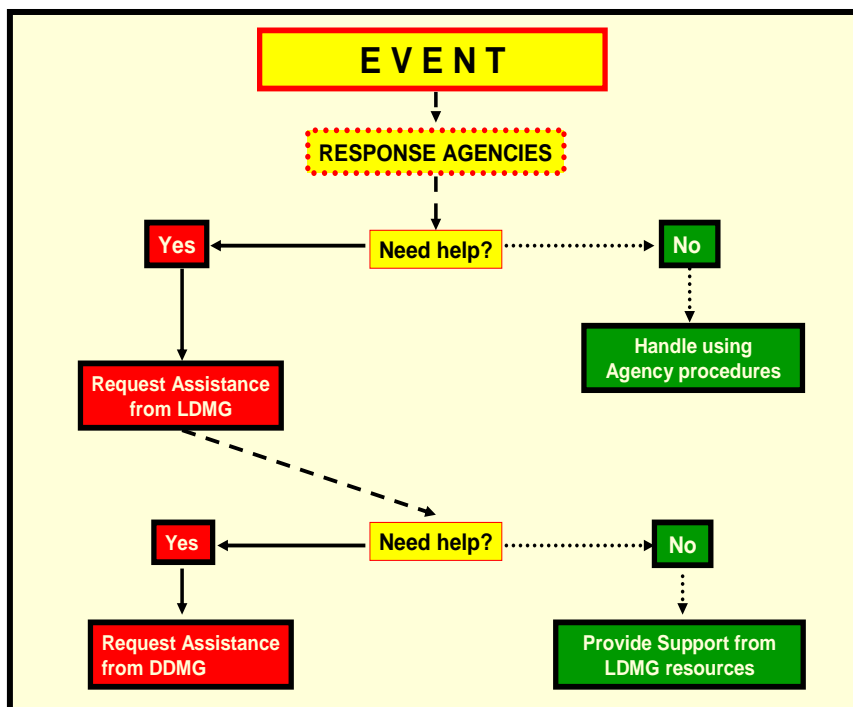 E V E N T
RESPONSE AGENCIES
Yes
Need help?
No
Handle using
Agency procedures
Request Assistance
from LDMG
Yes
Need help?
No
Request Assistance
from DDMG
Provide Support from
LDMG resources